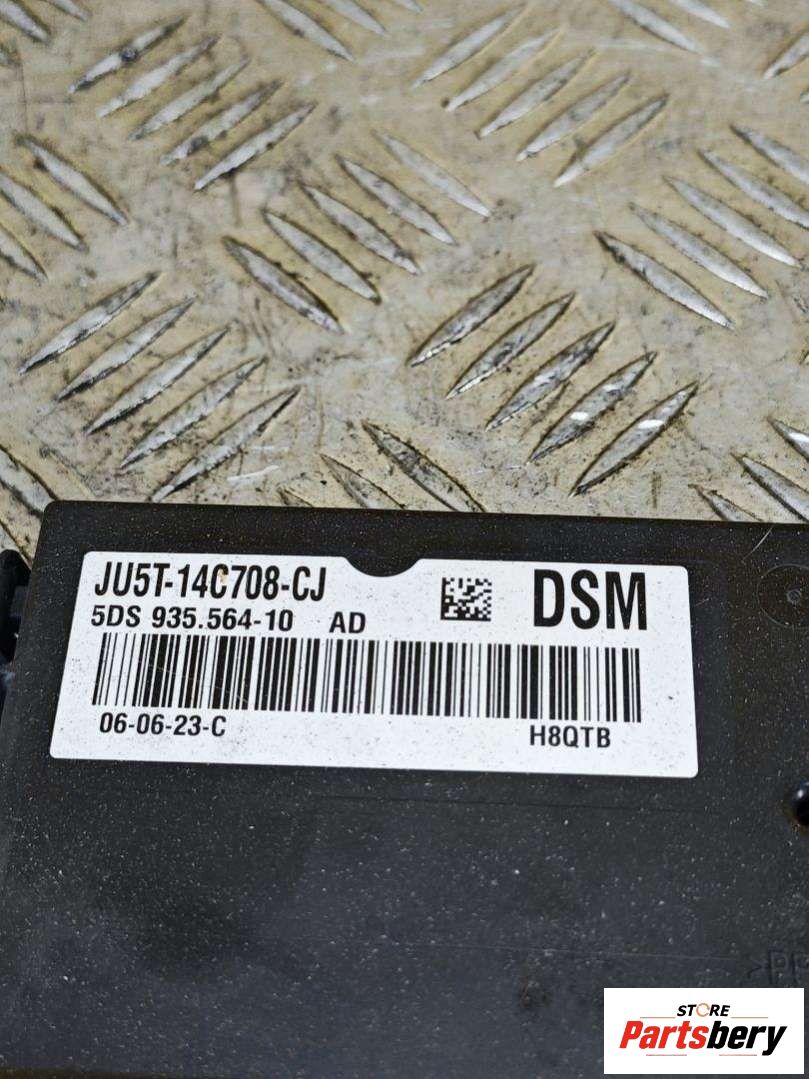 JU5T-14C708-CJ
DSM
5DS 935.564-10 AD
06-06-23-C
H8QTB
STORE
Partsbery